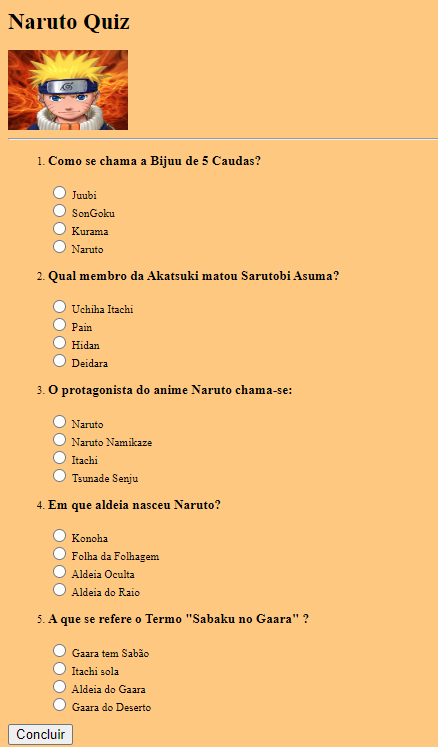 Naruto Quiz
1. Como se chama a Bijuu de 5 Caudas?
Juubi
SonGoku
Kurama
Naruto
2. Qual membro da Akatsuki matou Sarutobi Asuma?
Uchiha Itachi
Pain
Hidan
Deidara
3. O protagonista do anime Naruto chama-se:
Naruto
Naruto Namikaze
Itachi
Tsunade Senju
4. Em que aldeia nasceu Naruto?
Konoha
Folha da Folhagem
Aldeia Oculta
Aldeia do Raio
5. A que se refere o Termo "Sabaku no Gaara" ?
Gaara tem Sabão
Itachi sola
Aldeia do Gaara
Gaara do Deserto
Concluir